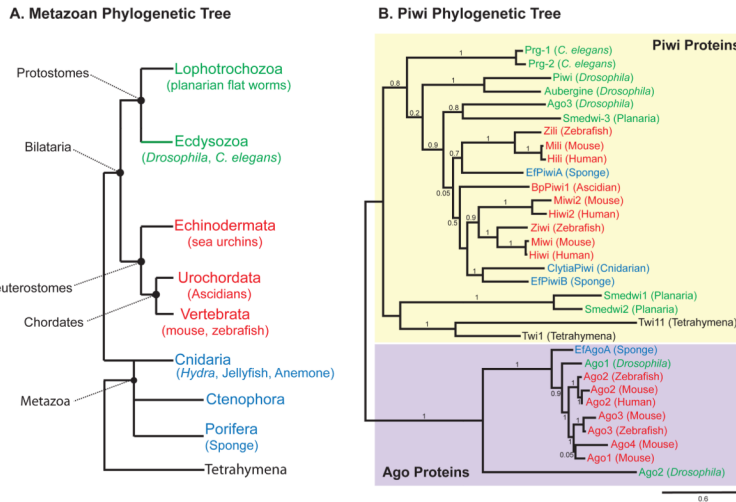 A. Metazoan Phylogenetic Tree
Protostomes
Lophotrochozoa
(planarian flat worms)
Bilataria
Ecdysozoa
(Drosophila, C. elegans)
Echinodermata
(sea urchins)
euterostomes
Urochordata
(Ascidians)
Chordates
Vertebrata
(mouse, zebrafish)
Cnidaria
(Hydra, Jellyfish, Anemone)
Metazoa
Ctenophora
Porifera
(Sponge)
Tetrahymena
B. Piwi Phylogenetic Tree
Piwi Proteins
1
Prg-1 (C. elegans)
Prg-2 (C. elegans)
0.8
1
Piwi (Drosophila)
Aubergine (Drosophila)
0.2
0.8
Ago3 (Drosophila)
Smedwi-3 (Planaria)
0.9
1
Zili (Zebrafish)
1
Mili (Mouse)
Hili (Human)
0.7
EfPiwiA (Sponge)
0.05
BpPiwi1 (Ascidian)
1
Miwi2 (Mouse)
Hiwi2 (Human)
0.9
0.5
Ziwi (Zebrafish)
1
1
Miwi (Mouse)
Hiwi (Human)
1
ClytiaPiwi (Cnidarian)
EfPiwiB (Sponge)
1
Smedwi1 (Planaria)
Smedwi2 (Planaria)
1
Twi11 (Tetrahymena)
Twi1 (Tetrahymena)
EfAgoA (Sponge)
Ago1 (Drosophila)
1
Ago2 (Zebrafish)
0.9
Ago2 (Mouse)
1
Ago2 (Human)
1
Ago3 (Mouse)
1
1
Ago3 (Zebrafish)
Ago4 (Mouse)
0.05
Ago1 (Mouse)
Ago2 (Drosophila)
Ago Proteins
0.6